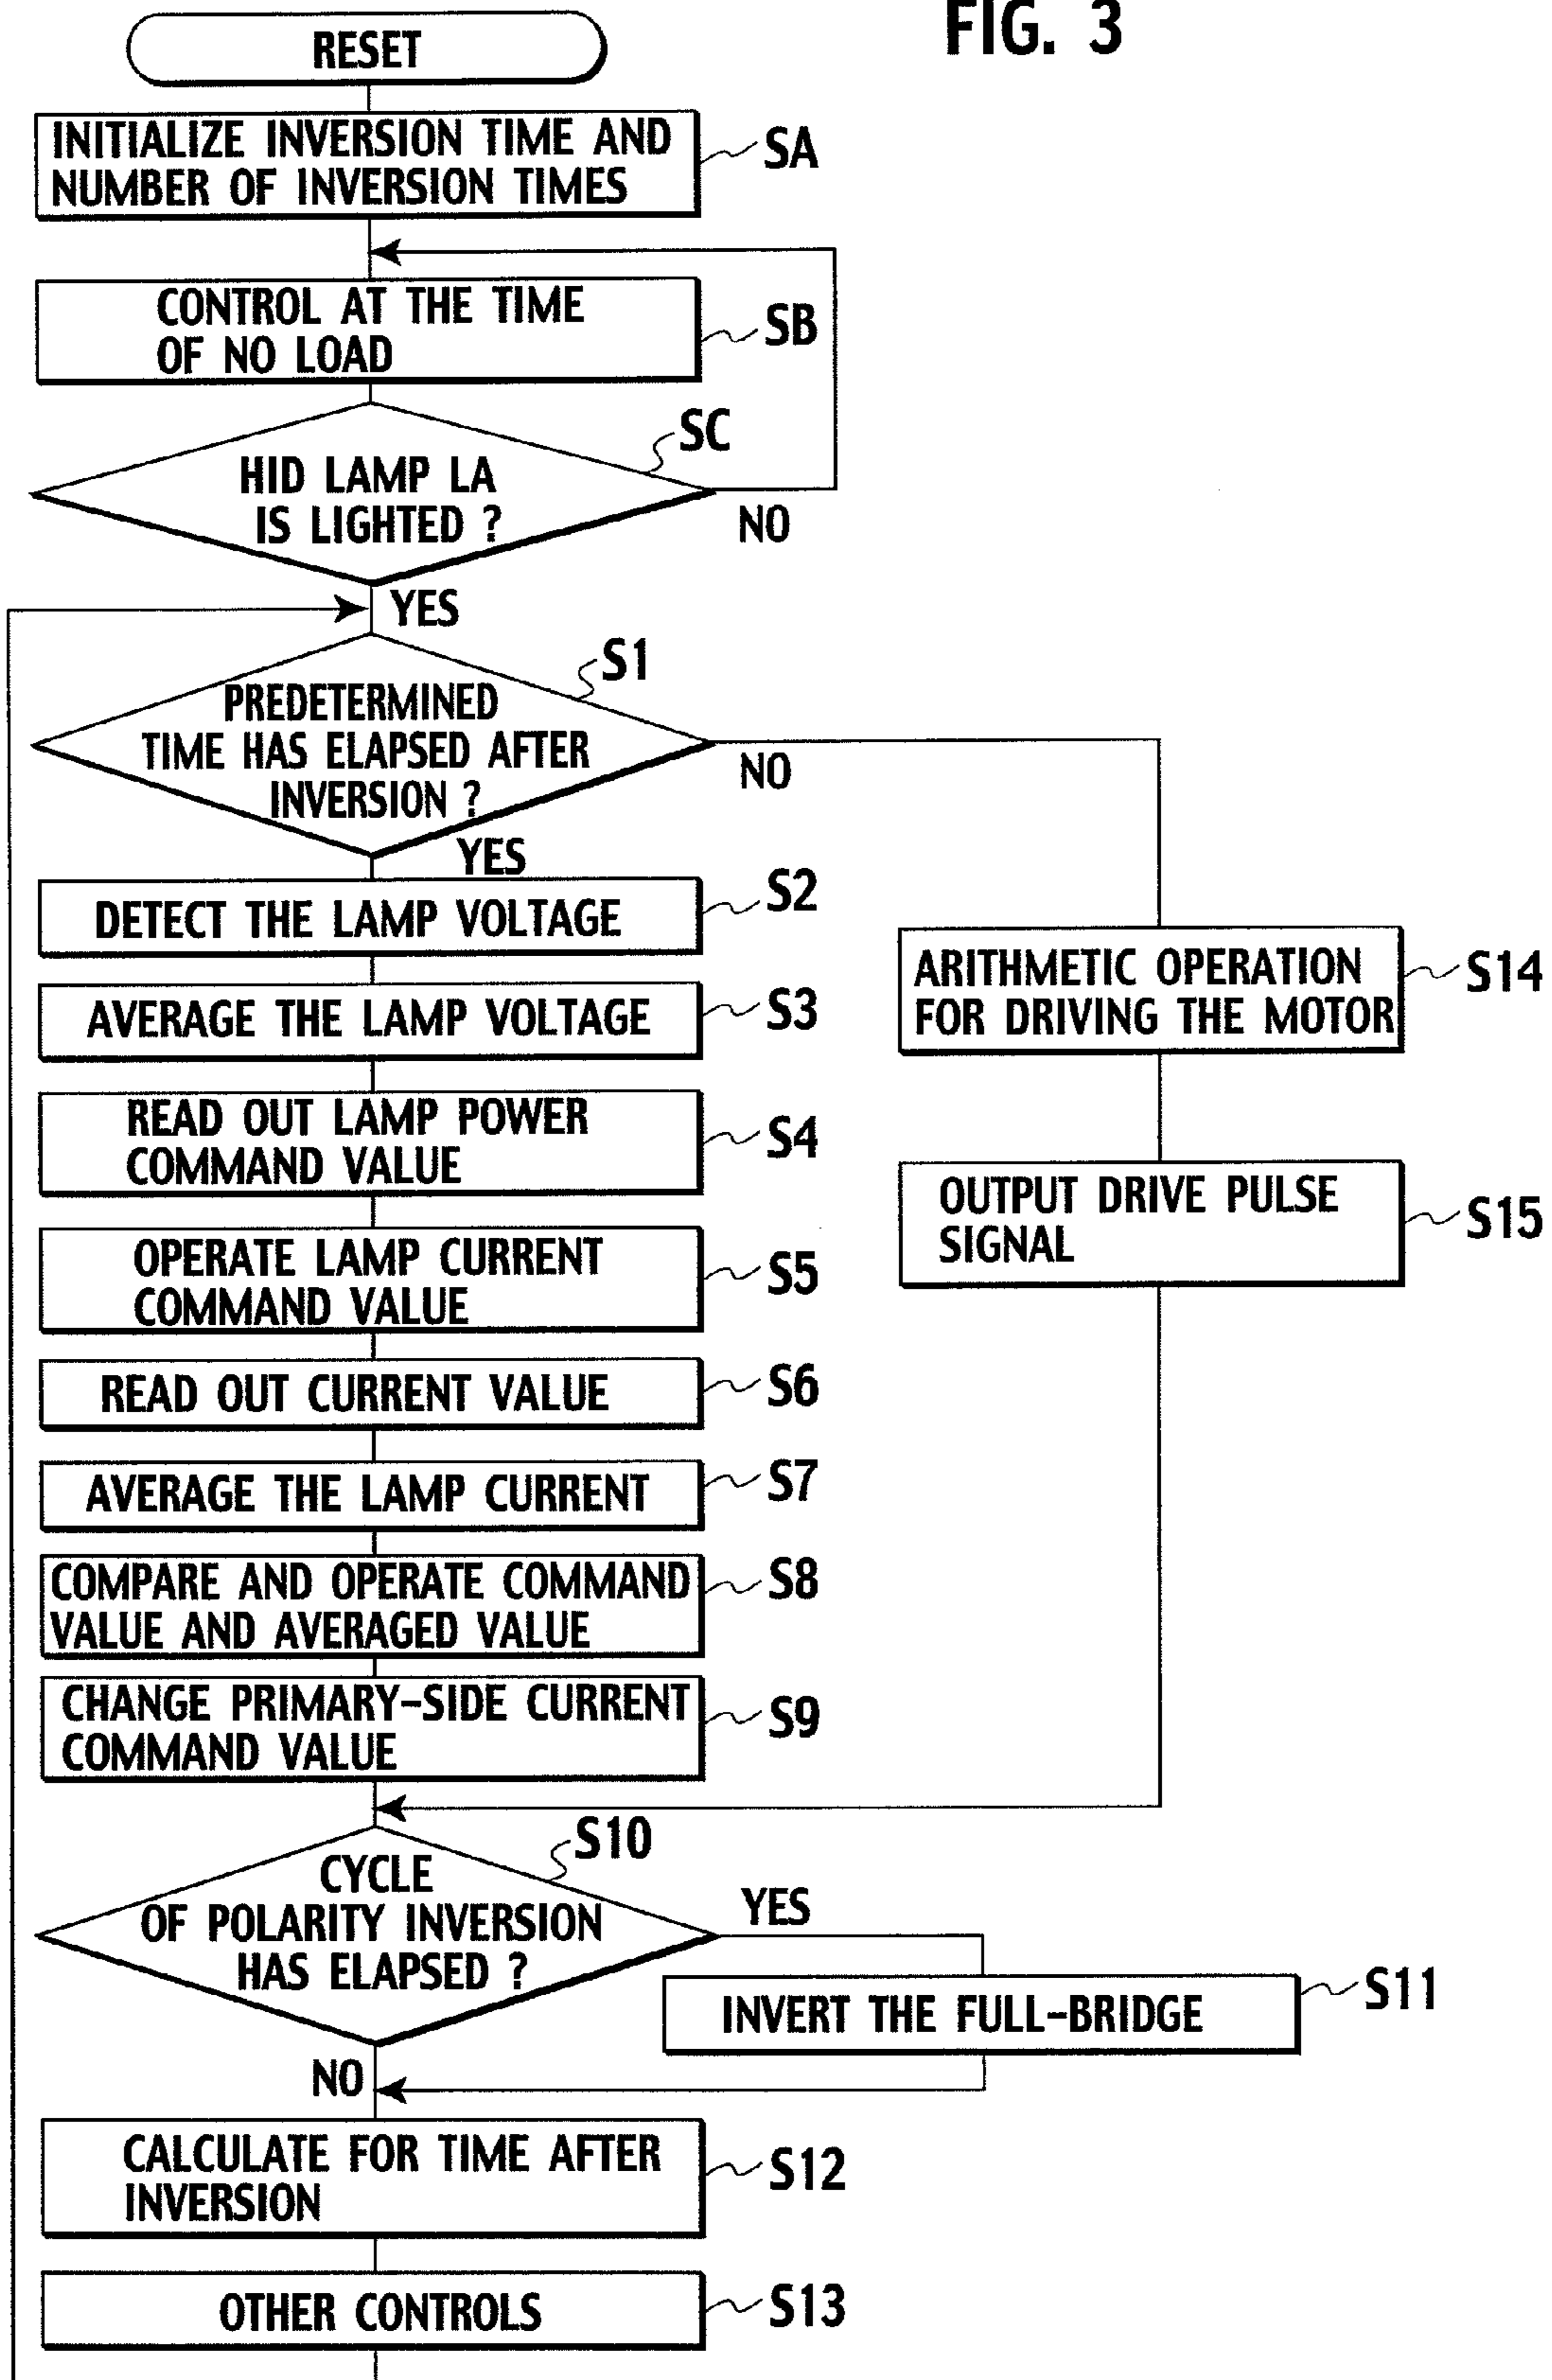 FIG. 3
RESET
INITIALIZE INVERSION TIME AND
NUMBER OF INVERSION TIMES
SA
CONTROL AT THE TIME
OF NO LOAD
SB
SC
HID LAMP LA
IS LIGHTED ?
NO
YES
S1
PREDETERMINED
TIME HAS ELAPSED AFTER
INVERSION ?
NO
YES
DETECT THE LAMP VOLTAGE
S2
AVERAGE THE LAMP VOLTAGE
S3
READ OUT LAMP POWER
COMMAND VALUE
S4
OPERATE LAMP CURRENT
COMMAND VALUE
S5
READ OUT CURRENT VALUE
S6
AVERAGE THE LAMP CURRENT
S7
COMPARE AND OPERATE COMMAND
VALUE AND AVERAGED VALUE
S8
CHANGE PRIMARY-SIDE CURRENT
COMMAND VALUE
S9
ARITHMETIC OPERATION
FOR DRIVING THE MOTOR
S14
OUTPUT DRIVE PULSE
SIGNAL
S15
S10
CYCLE
OF POLARITY INVERSION
HAS ELAPSED ?
YES
INVERT THE FULL-BRIDGE
S11
NO
CALCULATE FOR TIME AFTER
INVERSION
S12
OTHER CONTROLS
S13